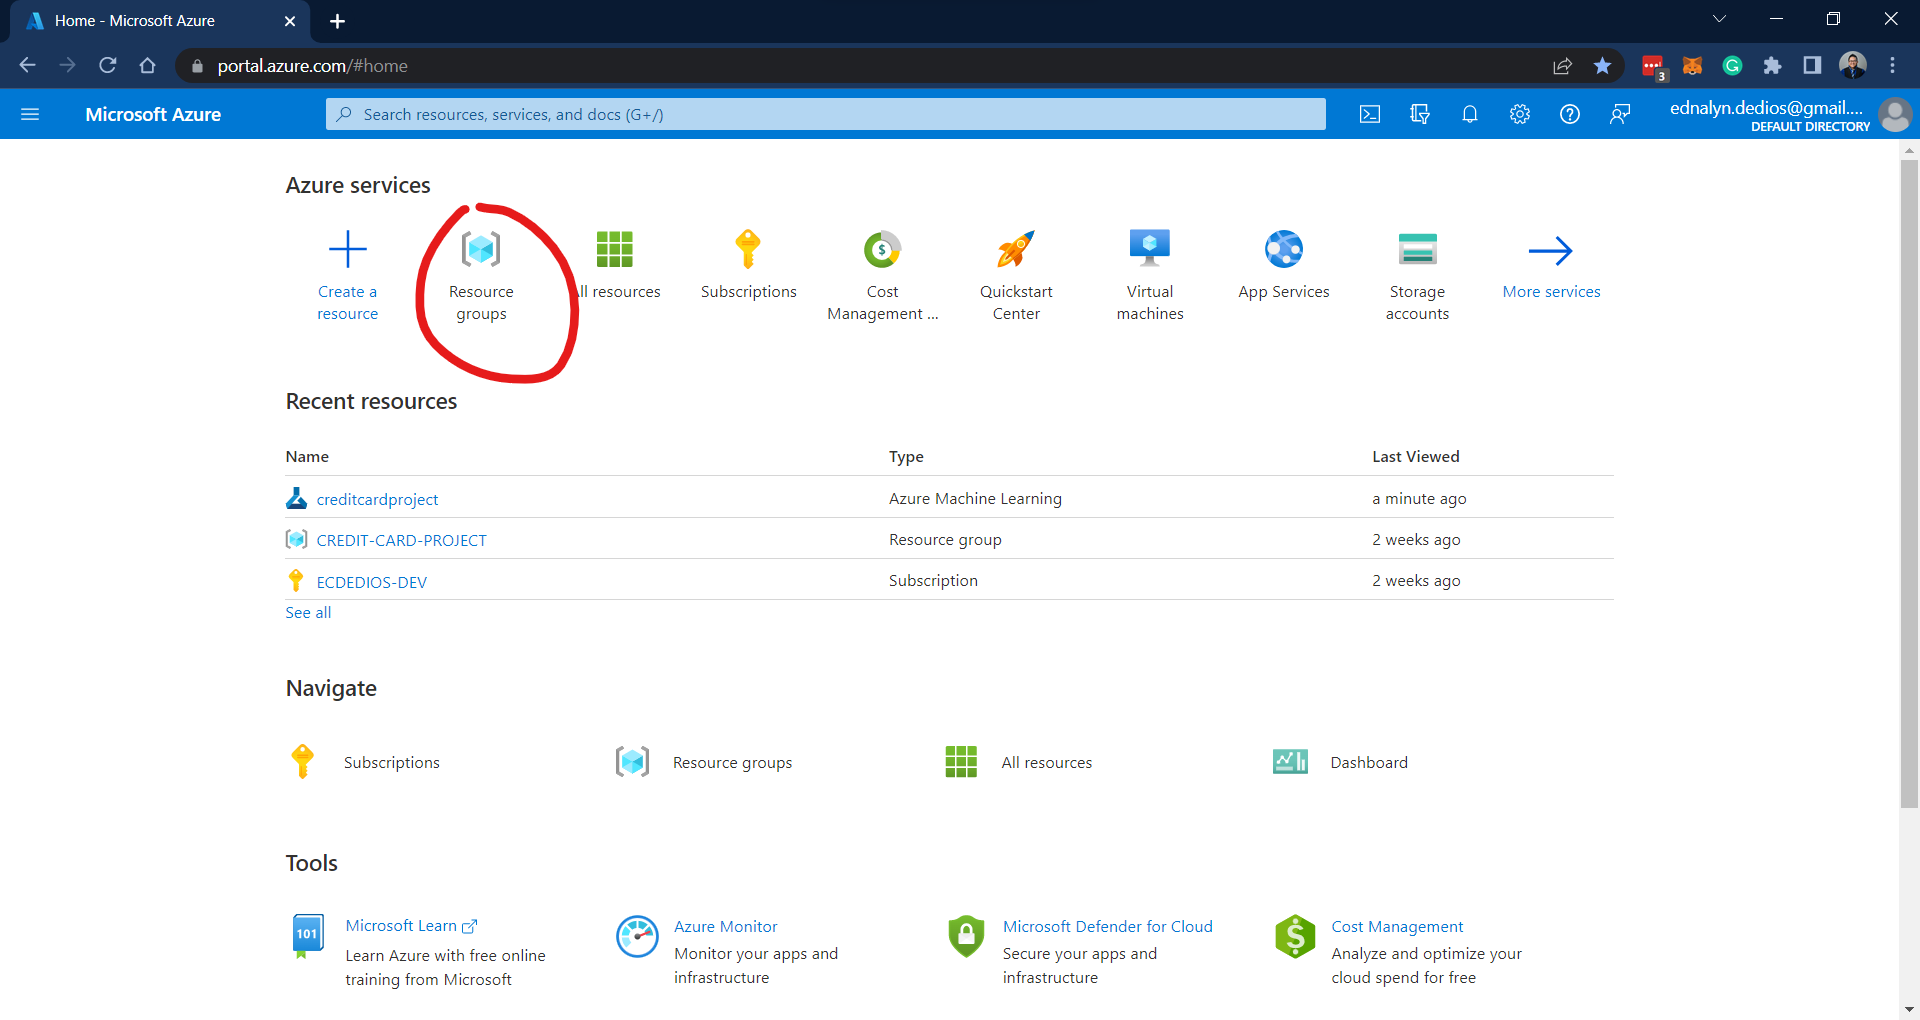 Home - Microsoft Azure
portal.azure.com/#home
3
Microsoft Azure
Search resources, services, and docs (G+/)
ednalyn.dedios@gmail....
DEFAULT DIRECTORY
Azure services
Create a
resource
Resource
groups
ll resources
Subscriptions
Cost
Management ...
Quickstart
Center
Virtual
machines
App Services
Storage
accounts
More services
Recent resources
Name Type Last Viewed
creditcardproject Azure Machine Learning a minute ago
CREDIT-CARD-PROJECT Resource group 2 weeks ago
ECDEDIOS-DEV Subscription 2 weeks ago
See all
Navigate
Subscriptions Resource groups All resources Dashboard
Tools
101
Microsoft Learn
Learn Azure with free online
training from Microsoft
Azure Monitor
Monitor your apps and
infrastructure
Microsoft Defender for Cloud
Secure your apps and
infrastructure
Cost Management
Analyze and optimize your
cloud spend for free